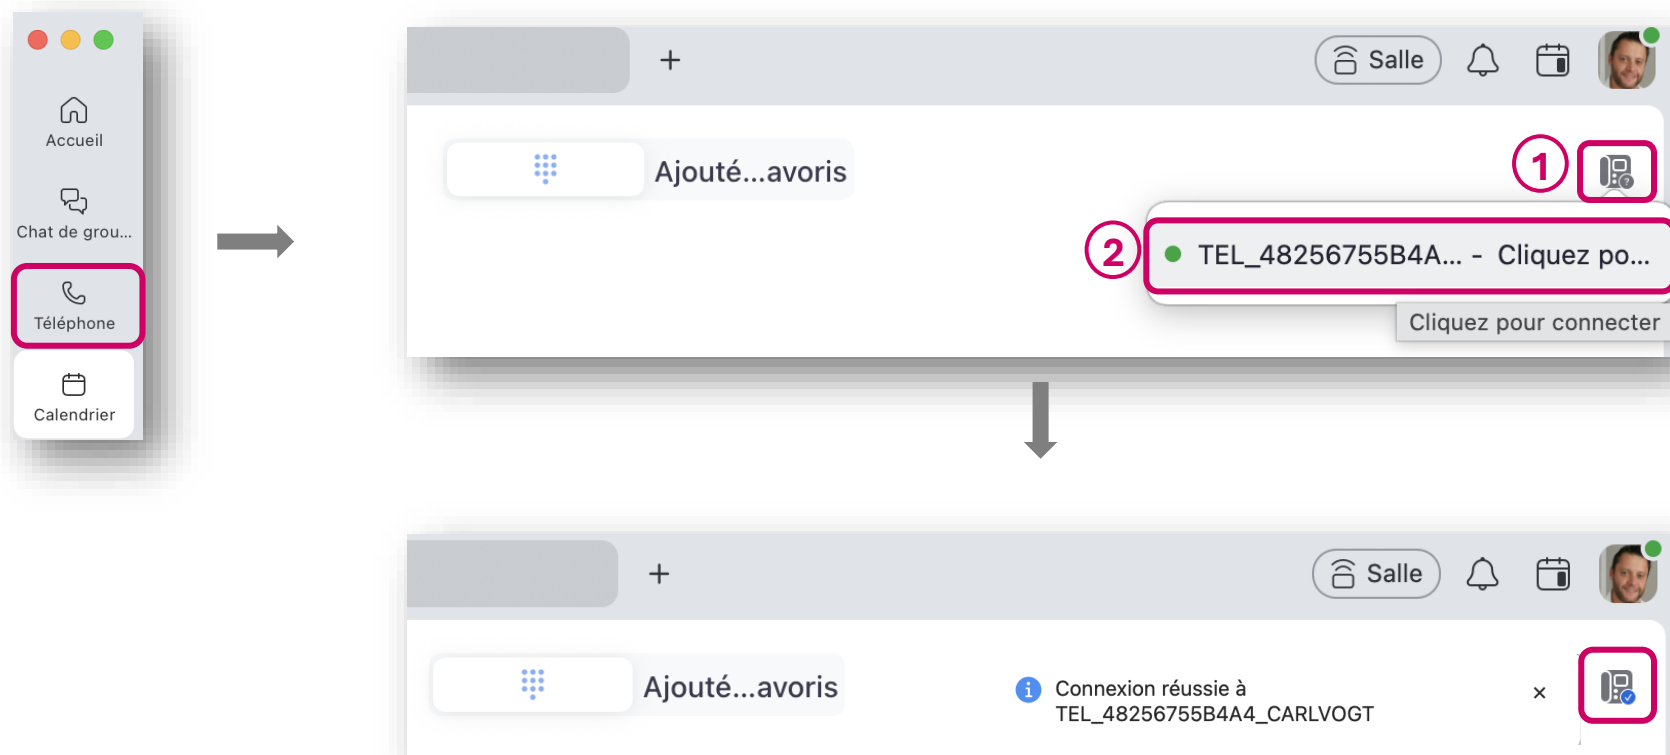 Accueil
Chat de grou...
Téléphone
Calendrier
+
Salle
Ajouté...avoris
1
2
TEL_48256755B4A... - Cliquez po...
Cliquez pour connecter
+
Salle
Ajouté...avoris
Connexion réussie à
TEL_48256755B4A4_CARLVOGT